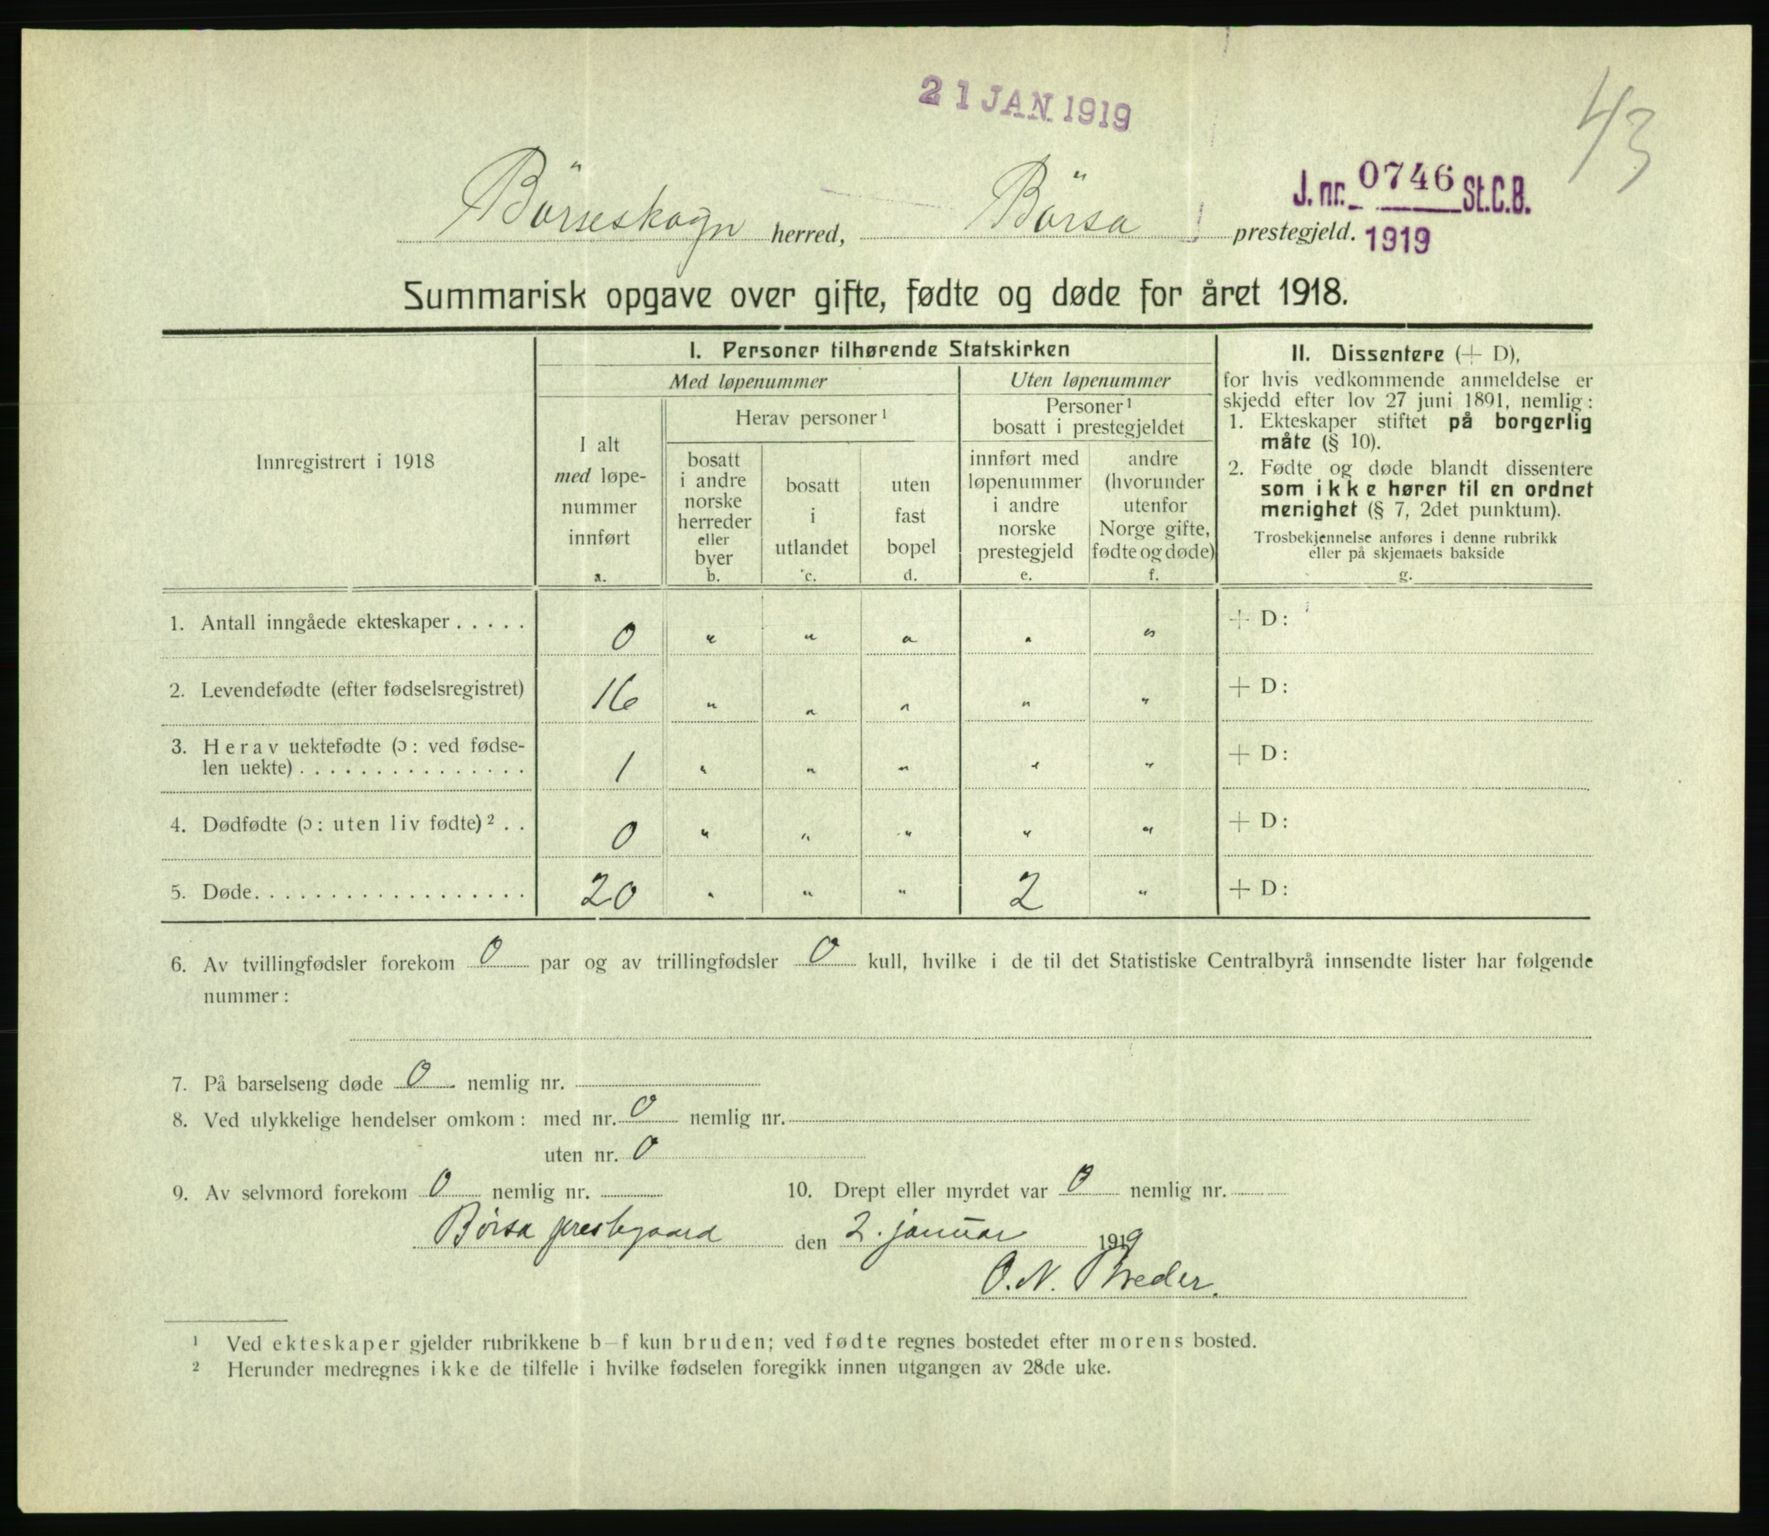 21 JAN 1919
43
J. nr. 0746 St.C.B.
1919
Börseskogn herred, Börsa prestegjeld.
Summarisk opgave over gifte, fødte og døde for året 1918.
Innregistrert i 1918
I. Personer tilhørende Statskirken
Med løpenummer
Uten løpenummer
I alt
med løpe-
nummer
innført
a.
Herav personer¹
bosatt
i andre
norske
herreder
eller
byer
b.
bosatt
i
utlandet
c.
uten
fast
bopel
d.
Personer¹
bosatt i prestegjeldet
innført med
løpenummer
i andre
norske
prestegjeld
e.
andre
(hvorunder
utenfor
Norge gifte,
fødte og døde)
f.
II. Dissentere (+ D),
for hvis vedkommende anmeldelse er
skjedd efter lov 27 juni 1891, nemlig:
1. Ekteskaper stiftet på borgerlig
måte (§ 10).
2. Fødte og døde blandt dissentere
som ikke hører til en ordnet
menighet (§ 7, 2det punktum).
Trosbekjennelse anføres i denne rubrikk
eller på skjemaets bakside
g.
1. Antall inngåede ekteskaper ..... 0 " " " " " + D:
2. Levendefødte (efter fødselsregistret) 16 " " " " " + D:
3. Herav uektefødte (ɔ: ved fødse-
len uekte) ............... 1 " " " " " + D:
4. Dødfødte (ɔ: uten liv fødte)² .. 0 " " " " " + D:
5. Døde .................. 20 " " " 2 " + D:
6. Av tvillingfødsler forekom 0 par og av trillingfødsler 0 kull, hvilke i de til det Statistiske Centralbyrå innsendte lister har følgende
nummer:
7. På barselseng døde 0 nemlig nr.
8. Ved ulykkelige hendelser omkom: med nr. 0 nemlig nr.
uten nr. 0
9. Av selvmord forekom 0 nemlig nr. 10. Drept eller myrdet var 0 nemlig nr.
Børsa prestegaard den 2. januar 1919
O. N. Breder.
¹ Ved ekteskaper gjelder rubrikkene b–f kun bruden; ved fødte regnes bostedet efter morens bosted.
² Herunder medregnes ikke de tilfelle i hvilke fødselen foregikk innen utgangen av 28de uke.